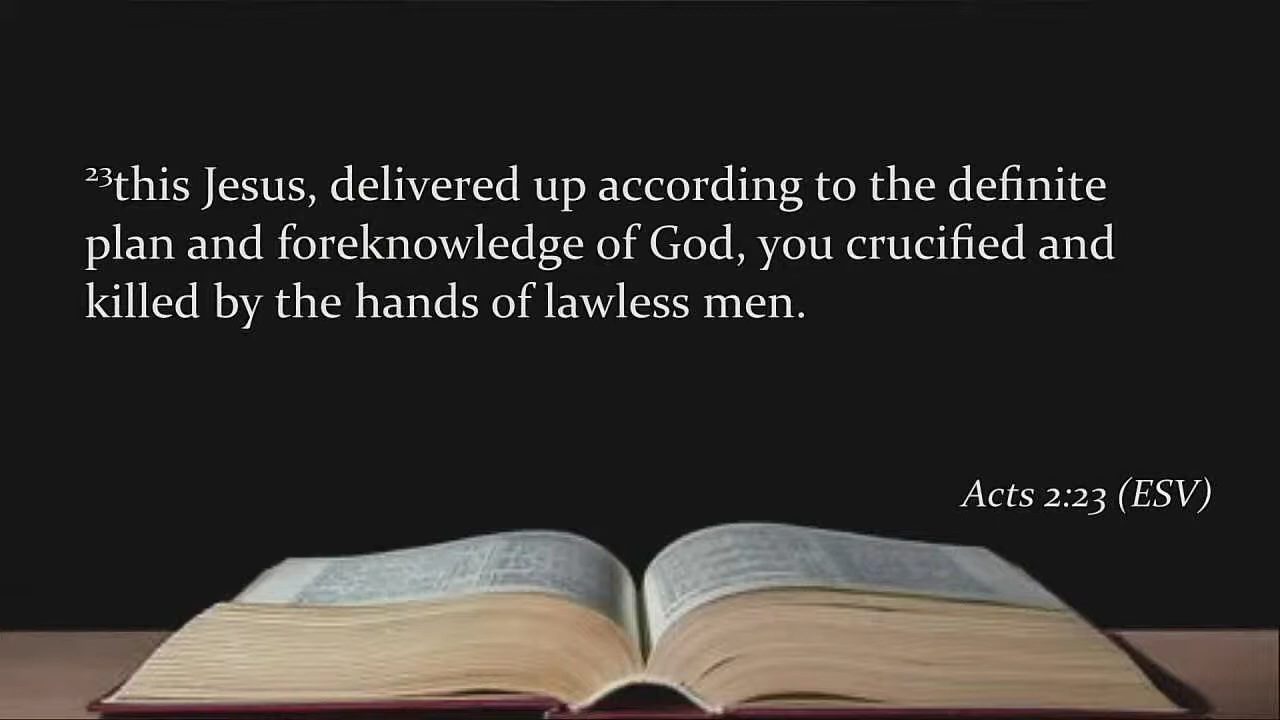 ²³this Jesus, delivered up according to the definite
plan and foreknowledge of God, you crucified and
killed by the hands of lawless men.
Acts 2:23 (ESV)